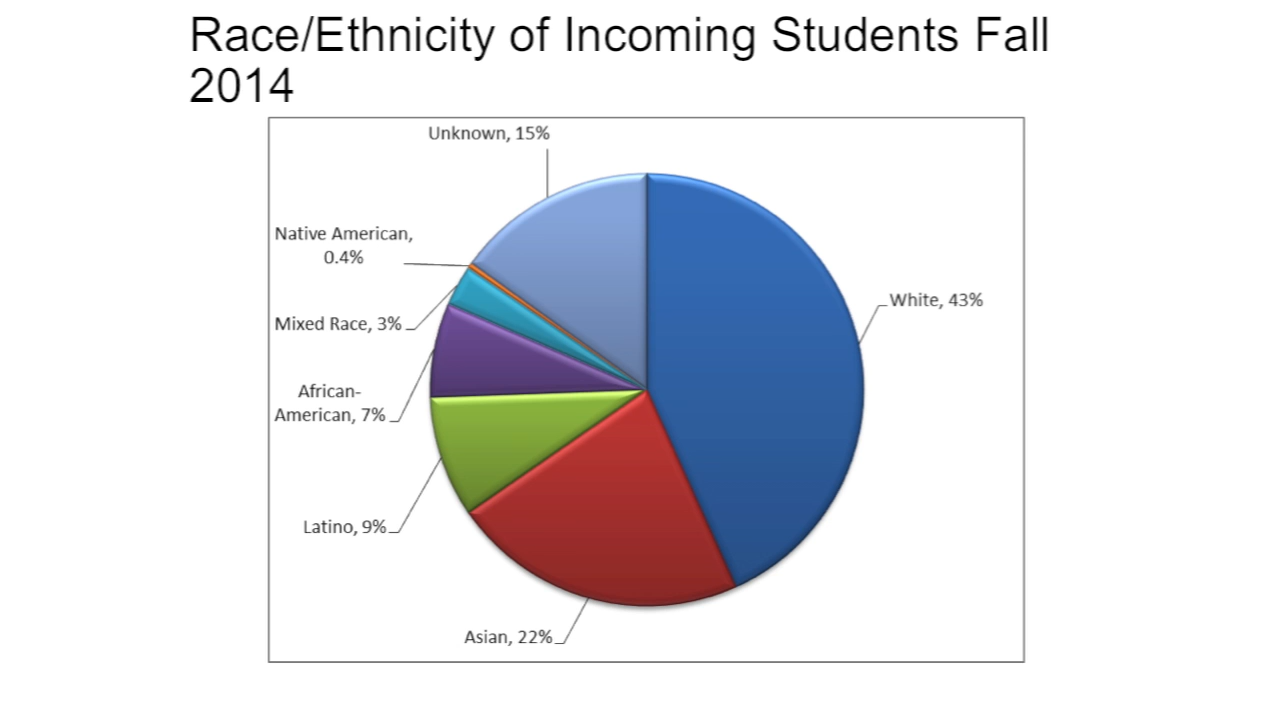 Race/Ethnicity of Incoming Students Fall
2014
Unknown, 15%
Native American,
0.4%
White, 43%
Mixed Race, 3%
African-
American, 7%
Latino, 9%
Asian, 22%